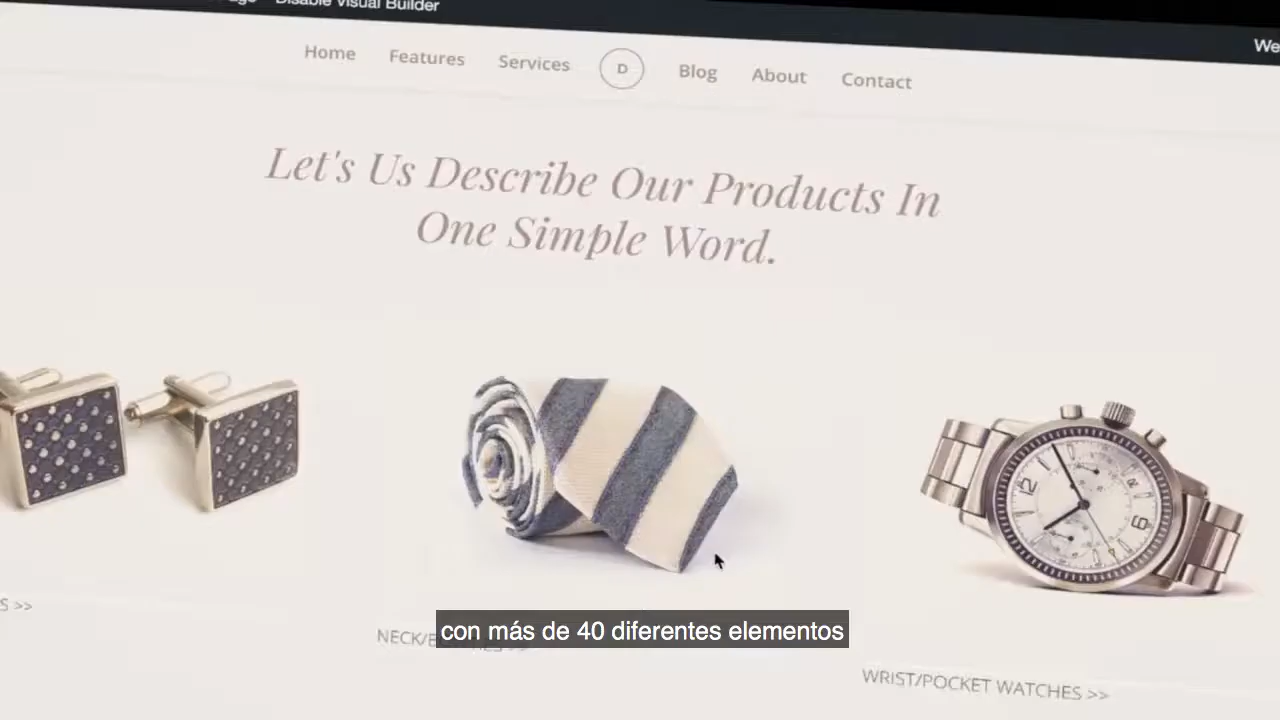 Disable Visual Builder
We
Home Features Services D Blog About Contact
Let's Us Describe Our Products In
One Simple Word.
S >>
con más de 40 diferentes elementos
WRIST/POCKET WATCHES >>